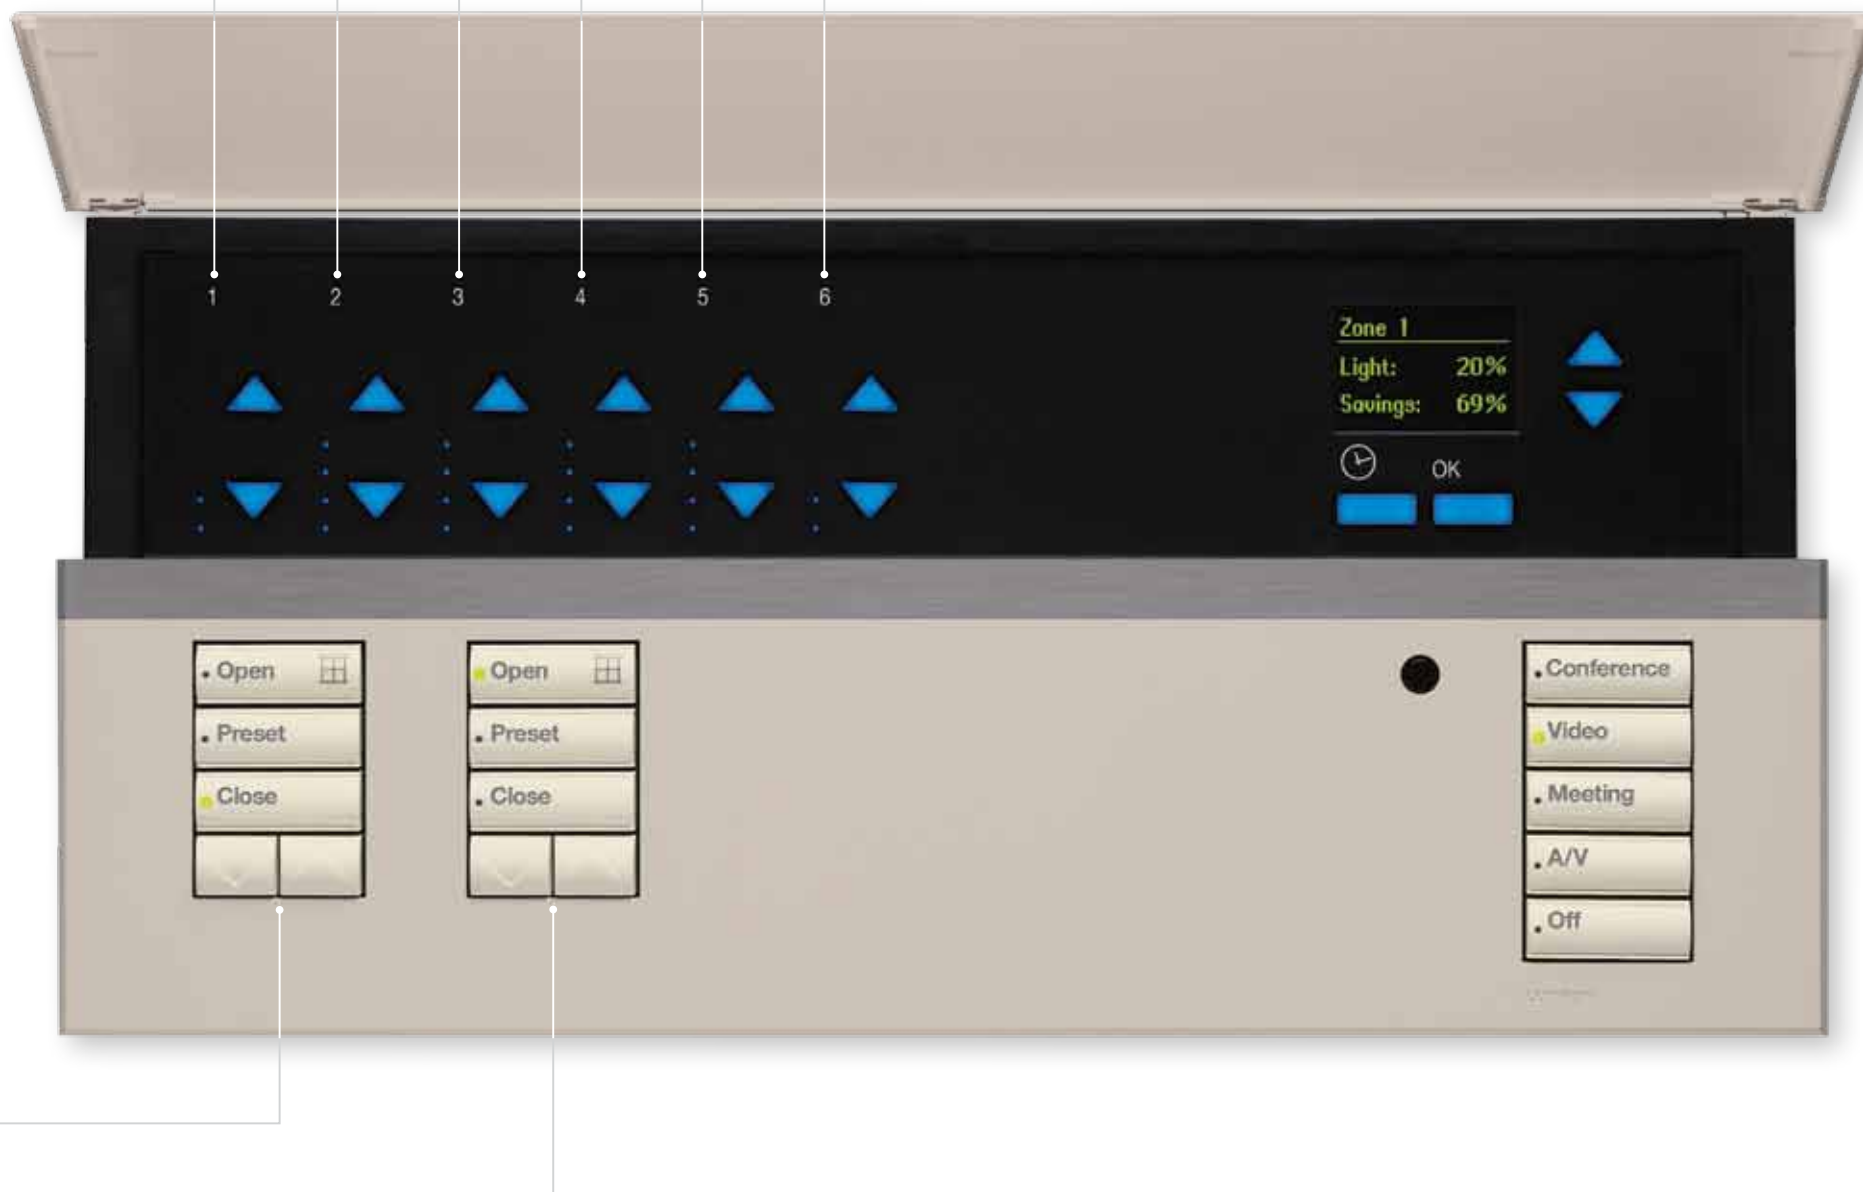 1 2 3 4 5 6
Zone 1
Light: 20%
Savings: 69%
OK
Open
Preset
Close
Open
Preset
Close
Conference
Video
Meeting
A/V
Off